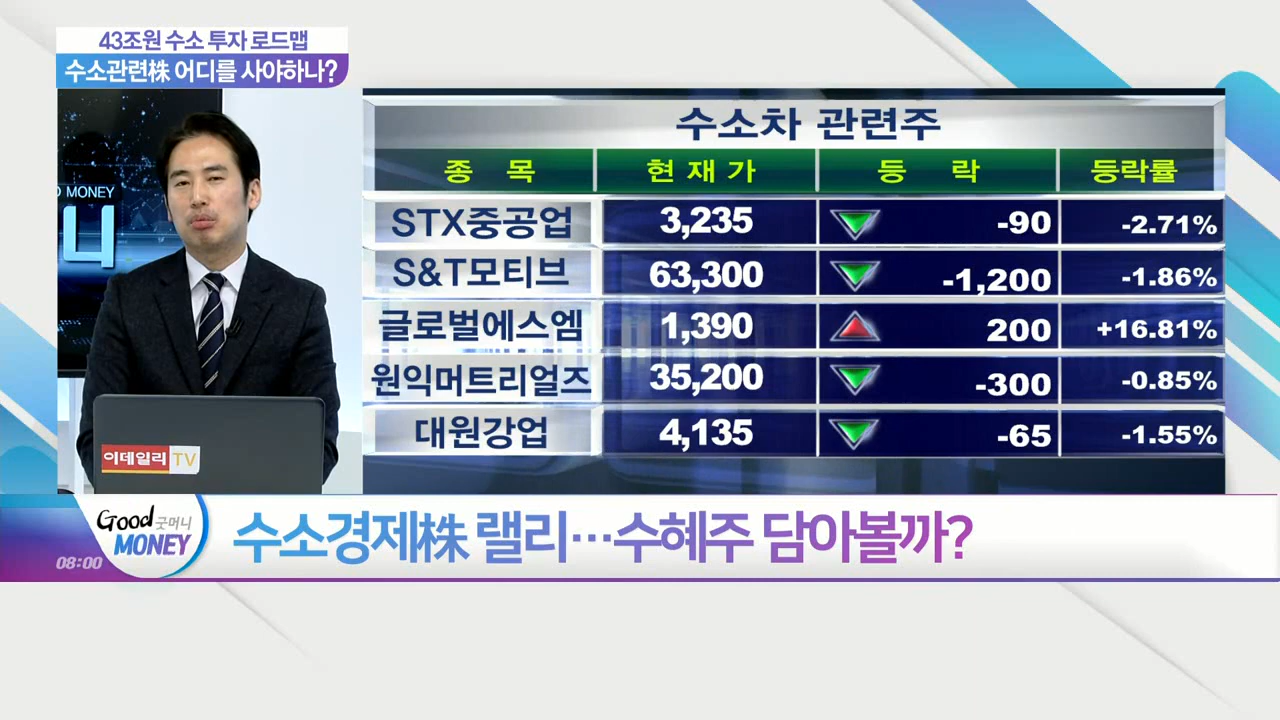 43조원 수소 투자 로드맵
수소관련株 어디를 사야하나?
수소차 관련주
종 목 현 재 가 등 락 등락률
STX중공업 3,235 -90 -2.71%
S&T모티브 63,300 -1,200 -1.86%
글로벌에스엠 1,390 200 +16.81%
원익머트리얼즈 35,200 -300 -0.85%
대원강업 4,135 -65 -1.55%
MONEY
4
이데일리 TV
Good 굿머니
MONEY
수소경제株 랠리…수혜주 담아볼까?
08:00